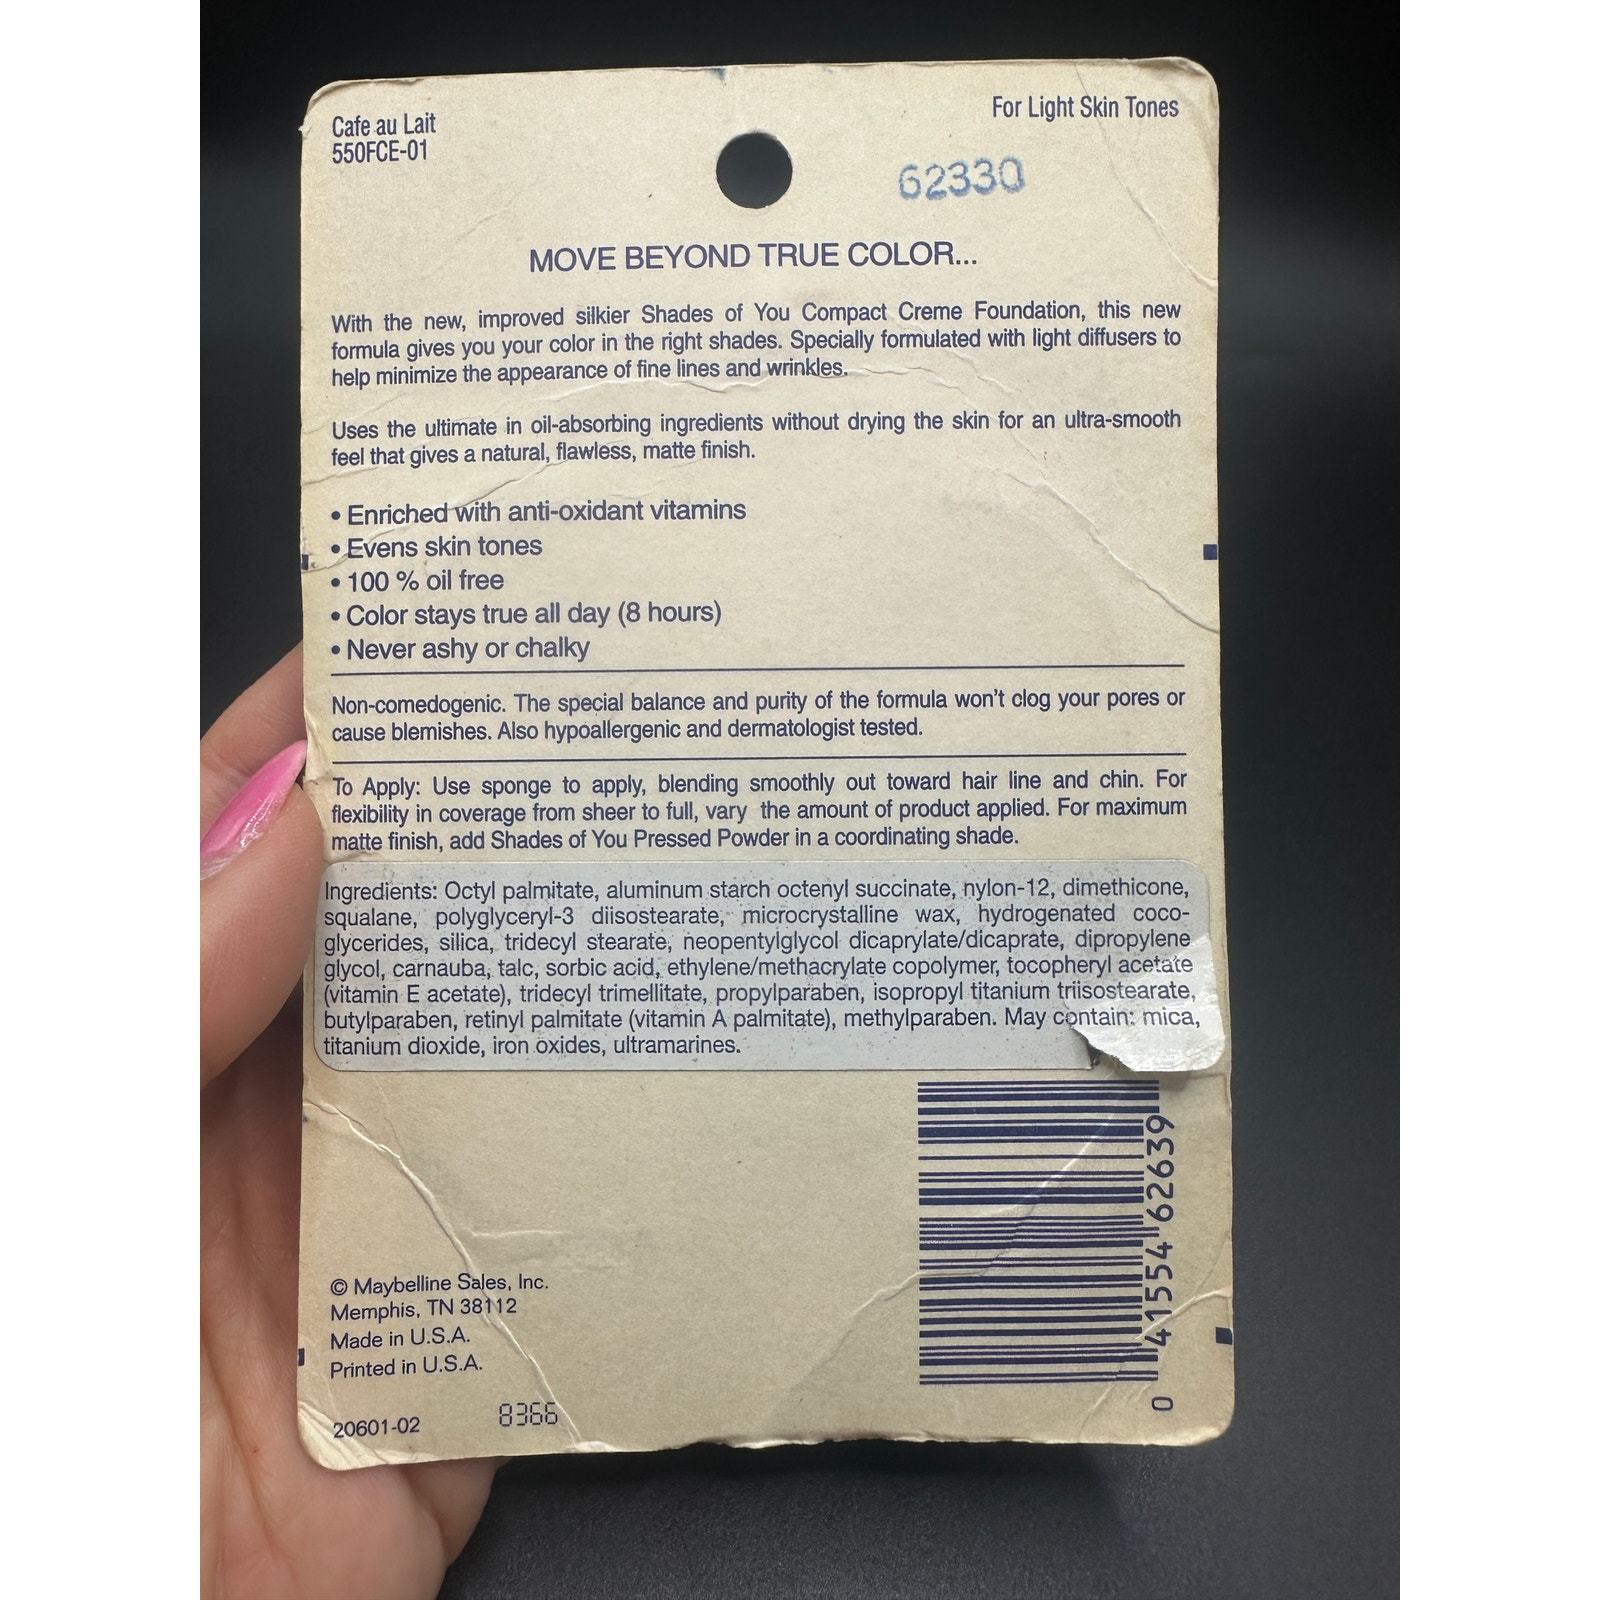 Cafe au Lait
550FCE-01
For Light Skin Tones
62330
MOVE BEYOND TRUE COLOR...
With the new, improved silkier Shades of You Compact Creme Foundation, this new
formula gives you your color in the right shades. Specially formulated with light diffusers to
help minimize the appearance of fine lines and wrinkles.
Uses the ultimate in oil-absorbing ingredients without drying the skin for an ultra-smooth
feel that gives a natural, flawless, matte finish.
• Enriched with anti-oxidant vitamins
• Evens skin tones
• 100 % oil free
• Color stays true all day (8 hours)
• Never ashy or chalky
Non-comedogenic. The special balance and purity of the formula won't clog your pores or
cause blemishes. Also hypoallergenic and dermatologist tested.
To Apply: Use sponge to apply, blending smoothly out toward hair line and chin. For
flexibility in coverage from sheer to full, vary the amount of product applied. For maximum
matte finish, add Shades of You Pressed Powder in a coordinating shade.
Ingredients: Octyl palmitate, aluminum starch octenyl succinate, nylon-12, dimethicone,
squalane, polyglyceryl-3 diisostearate, microcrystalline wax, hydrogenated coco-
glycerides, silica, tridecyl stearate, neopentylglycol dicaprylate/dicaprate, dipropylene
glycol, carnauba, talc, sorbic acid, ethylene/methacrylate copolymer, tocopheryl acetate
(vitamin E acetate), tridecyl trimellitate, propylparaben, isopropyl titanium triisostearate,
butylparaben, retinyl palmitate (vitamin A palmitate), methylparaben. May contain: mica,
titanium dioxide, iron oxides, ultramarines.
0 41554 62639
© Maybelline Sales, Inc.
Memphis, TN 38112
Made in U.S.A.
Printed in U.S.A.
20601-02
8366